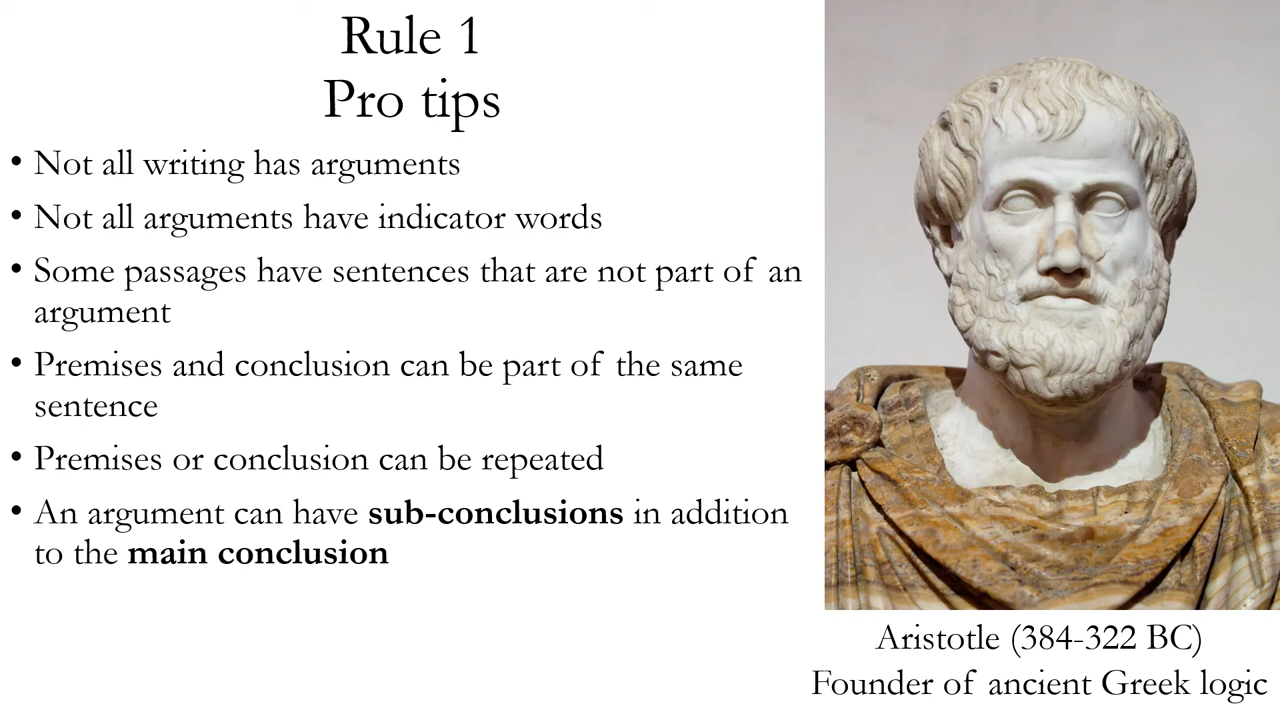 Rule 1
Pro tips
• Not all writing has arguments
• Not all arguments have indicator words
• Some passages have sentences that are not part of an
argument
• Premises and conclusion can be part of the same
sentence
• Premises or conclusion can be repeated
• An argument can have sub-conclusions in addition
to the main conclusion
Aristotle (384-322 BC)
Founder of ancient Greek logic